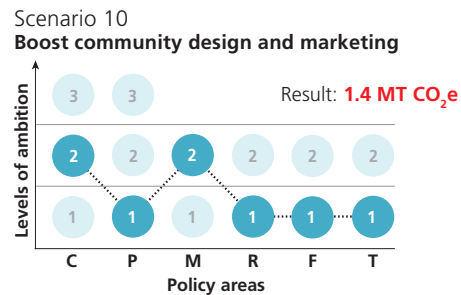 Scenario 10
Boost community design and marketing
Result: 1.4 MT CO₂e
Levels of ambition
3 3
2 2 2 2 2 2
1 1 1 1 1 1
C P M R F T
Policy areas